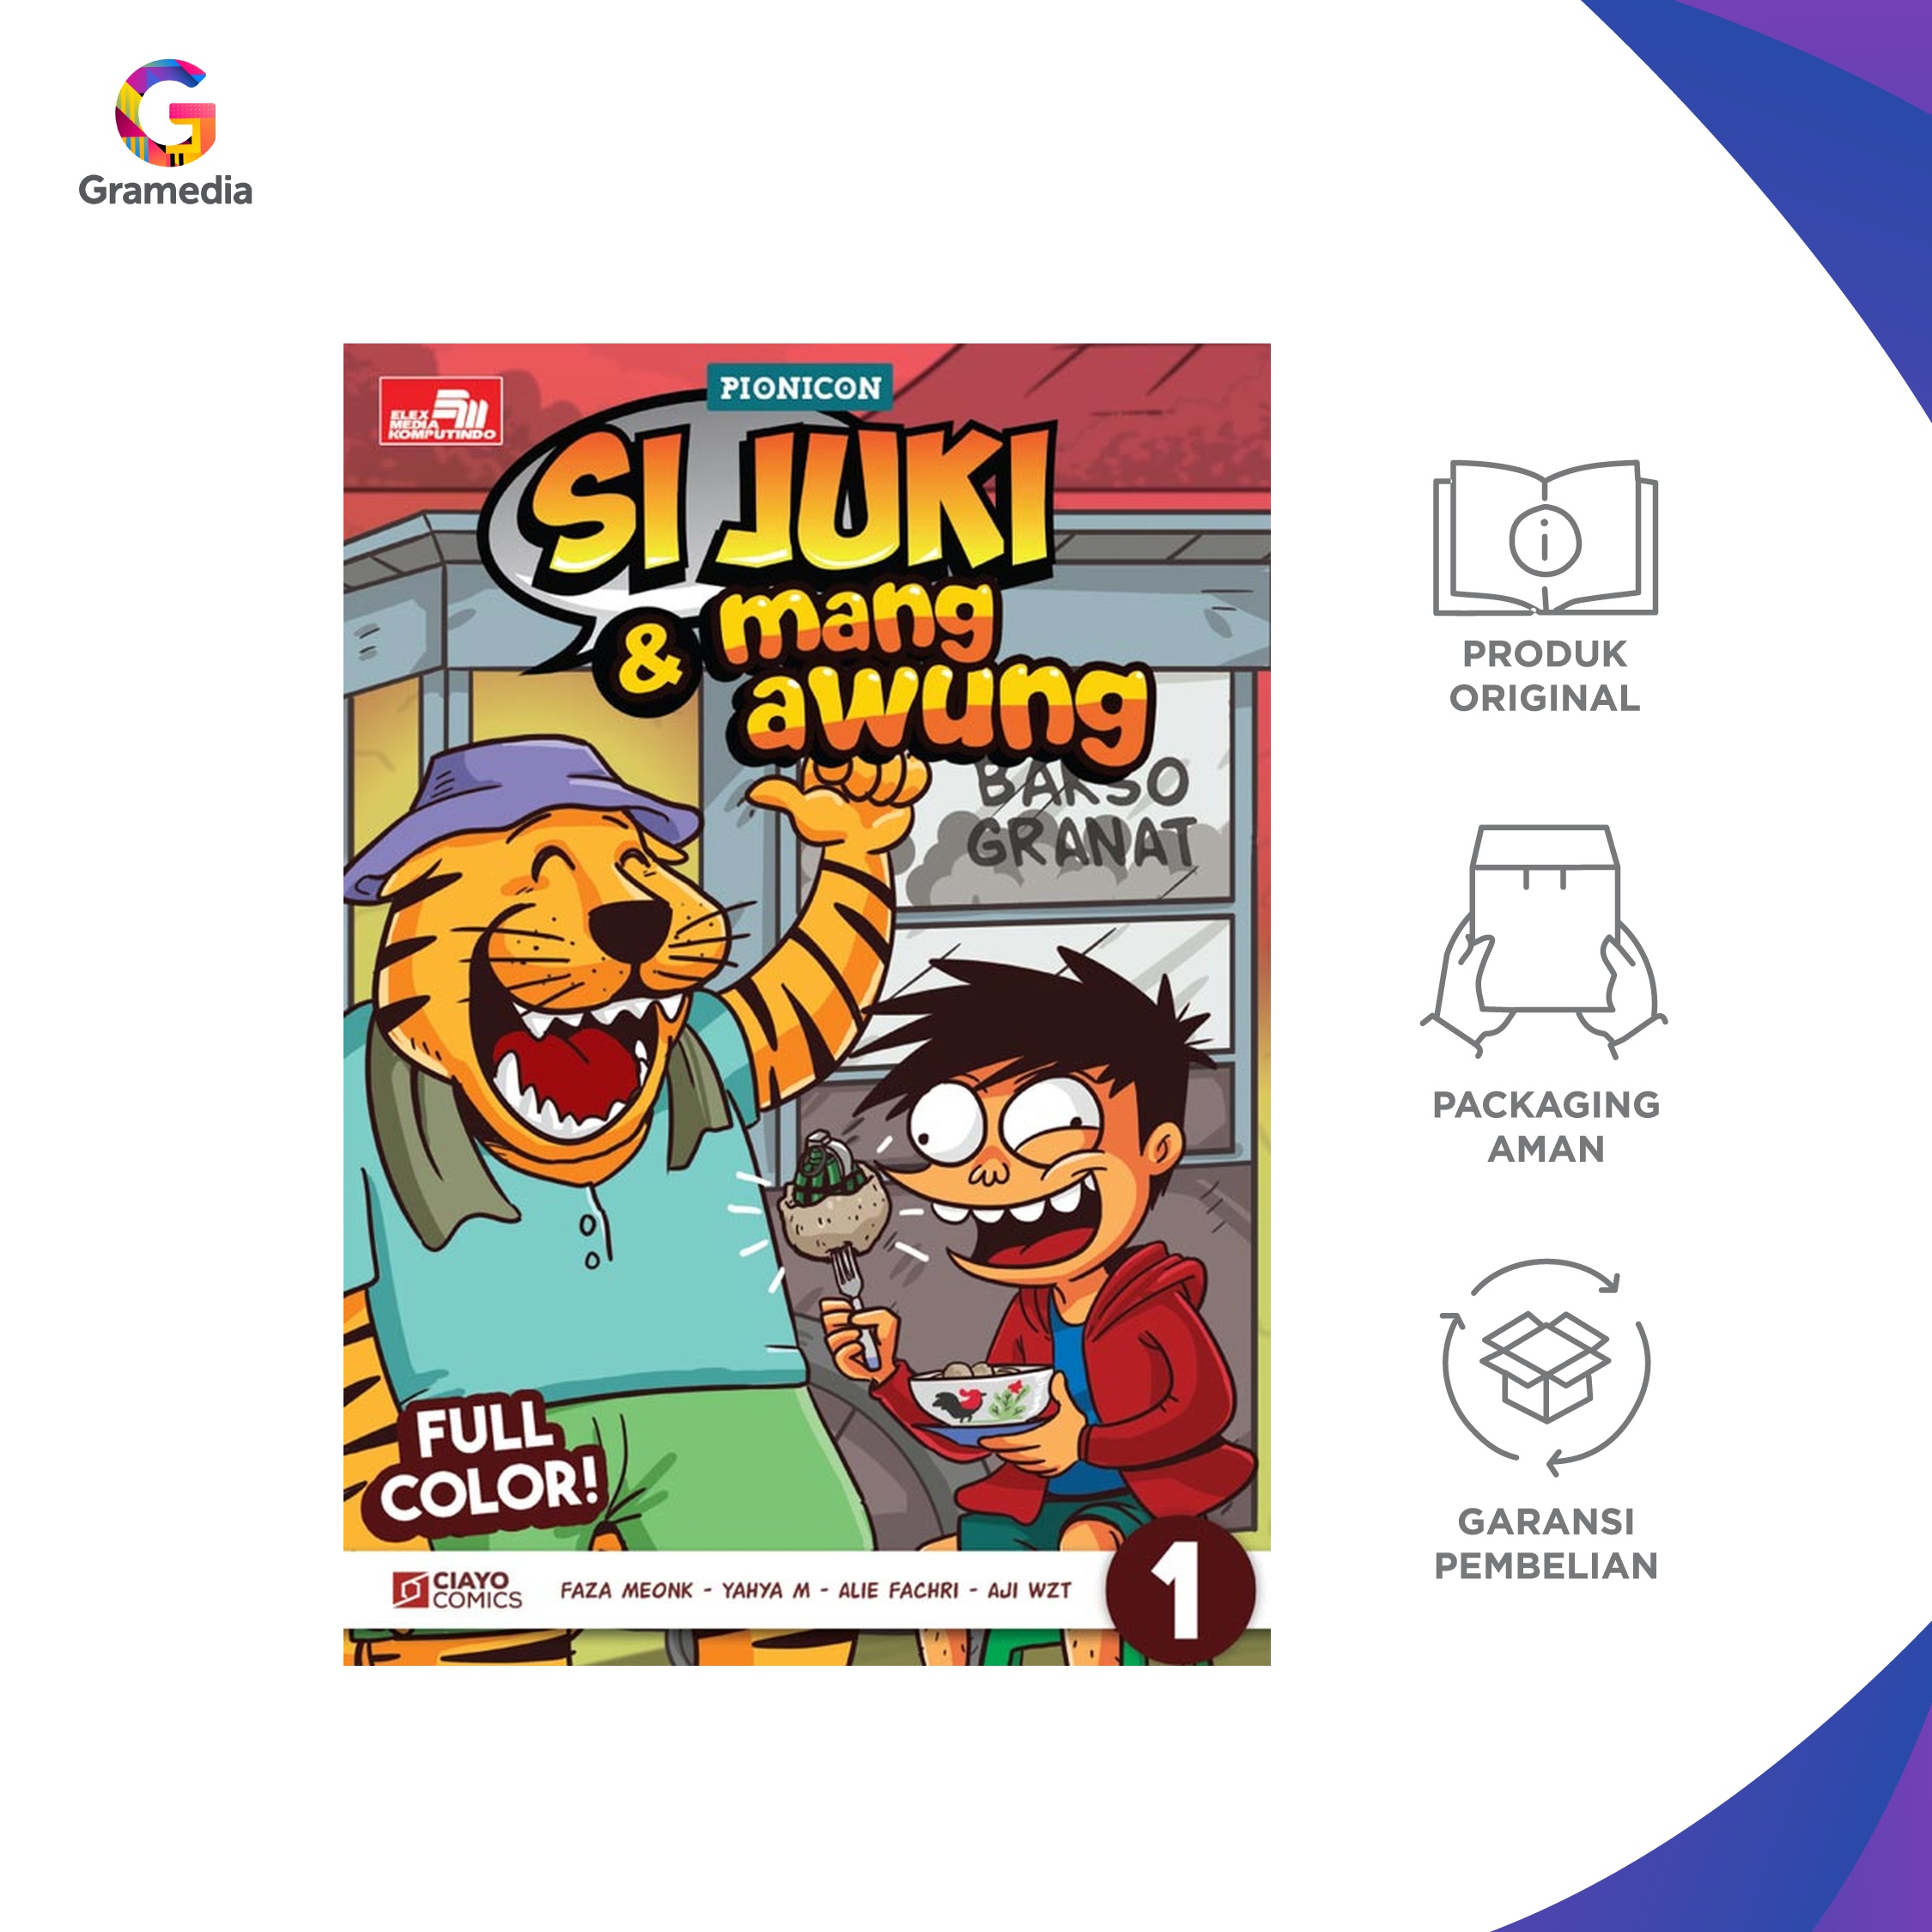 Gramedia
PIONICON
ELEX
MEDIA
KOMPUTINDO
SI JUKI
& mang
awung
BAKSO
GRANAT
FULL
COLOR!
CIAYO
COMICS
FAZA MEONK - YAHYA M - ALIE FACHRI - AJI WZT
1
PRODUK
ORIGINAL
PACKAGING
AMAN
GARANSI
PEMBELIAN